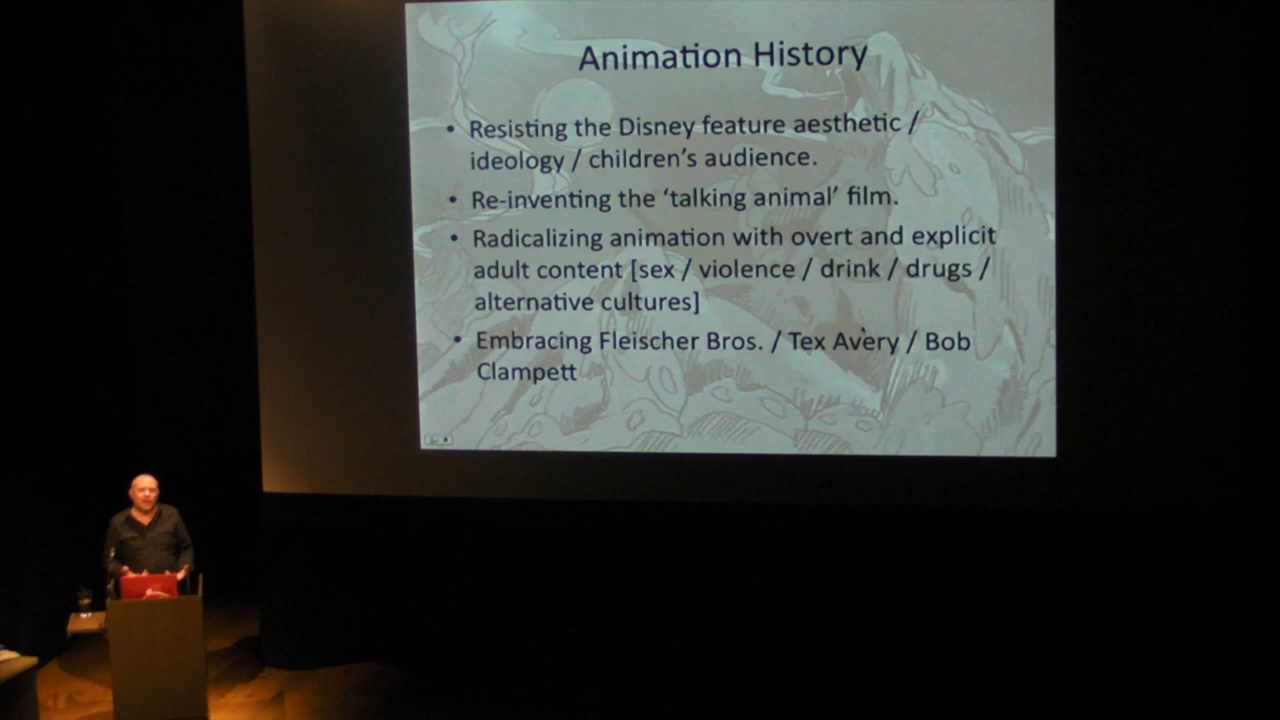 Animation History
• Resisting the Disney feature aesthetic /
ideology / children's audience.
• Re-inventing the 'talking animal' film.
• Radicalizing animation with overt and explicit
adult content [sex / violence / drink / drugs /
alternative cultures]
• Embracing Fleischer Bros. / Tex Avery / Bob
Clampett